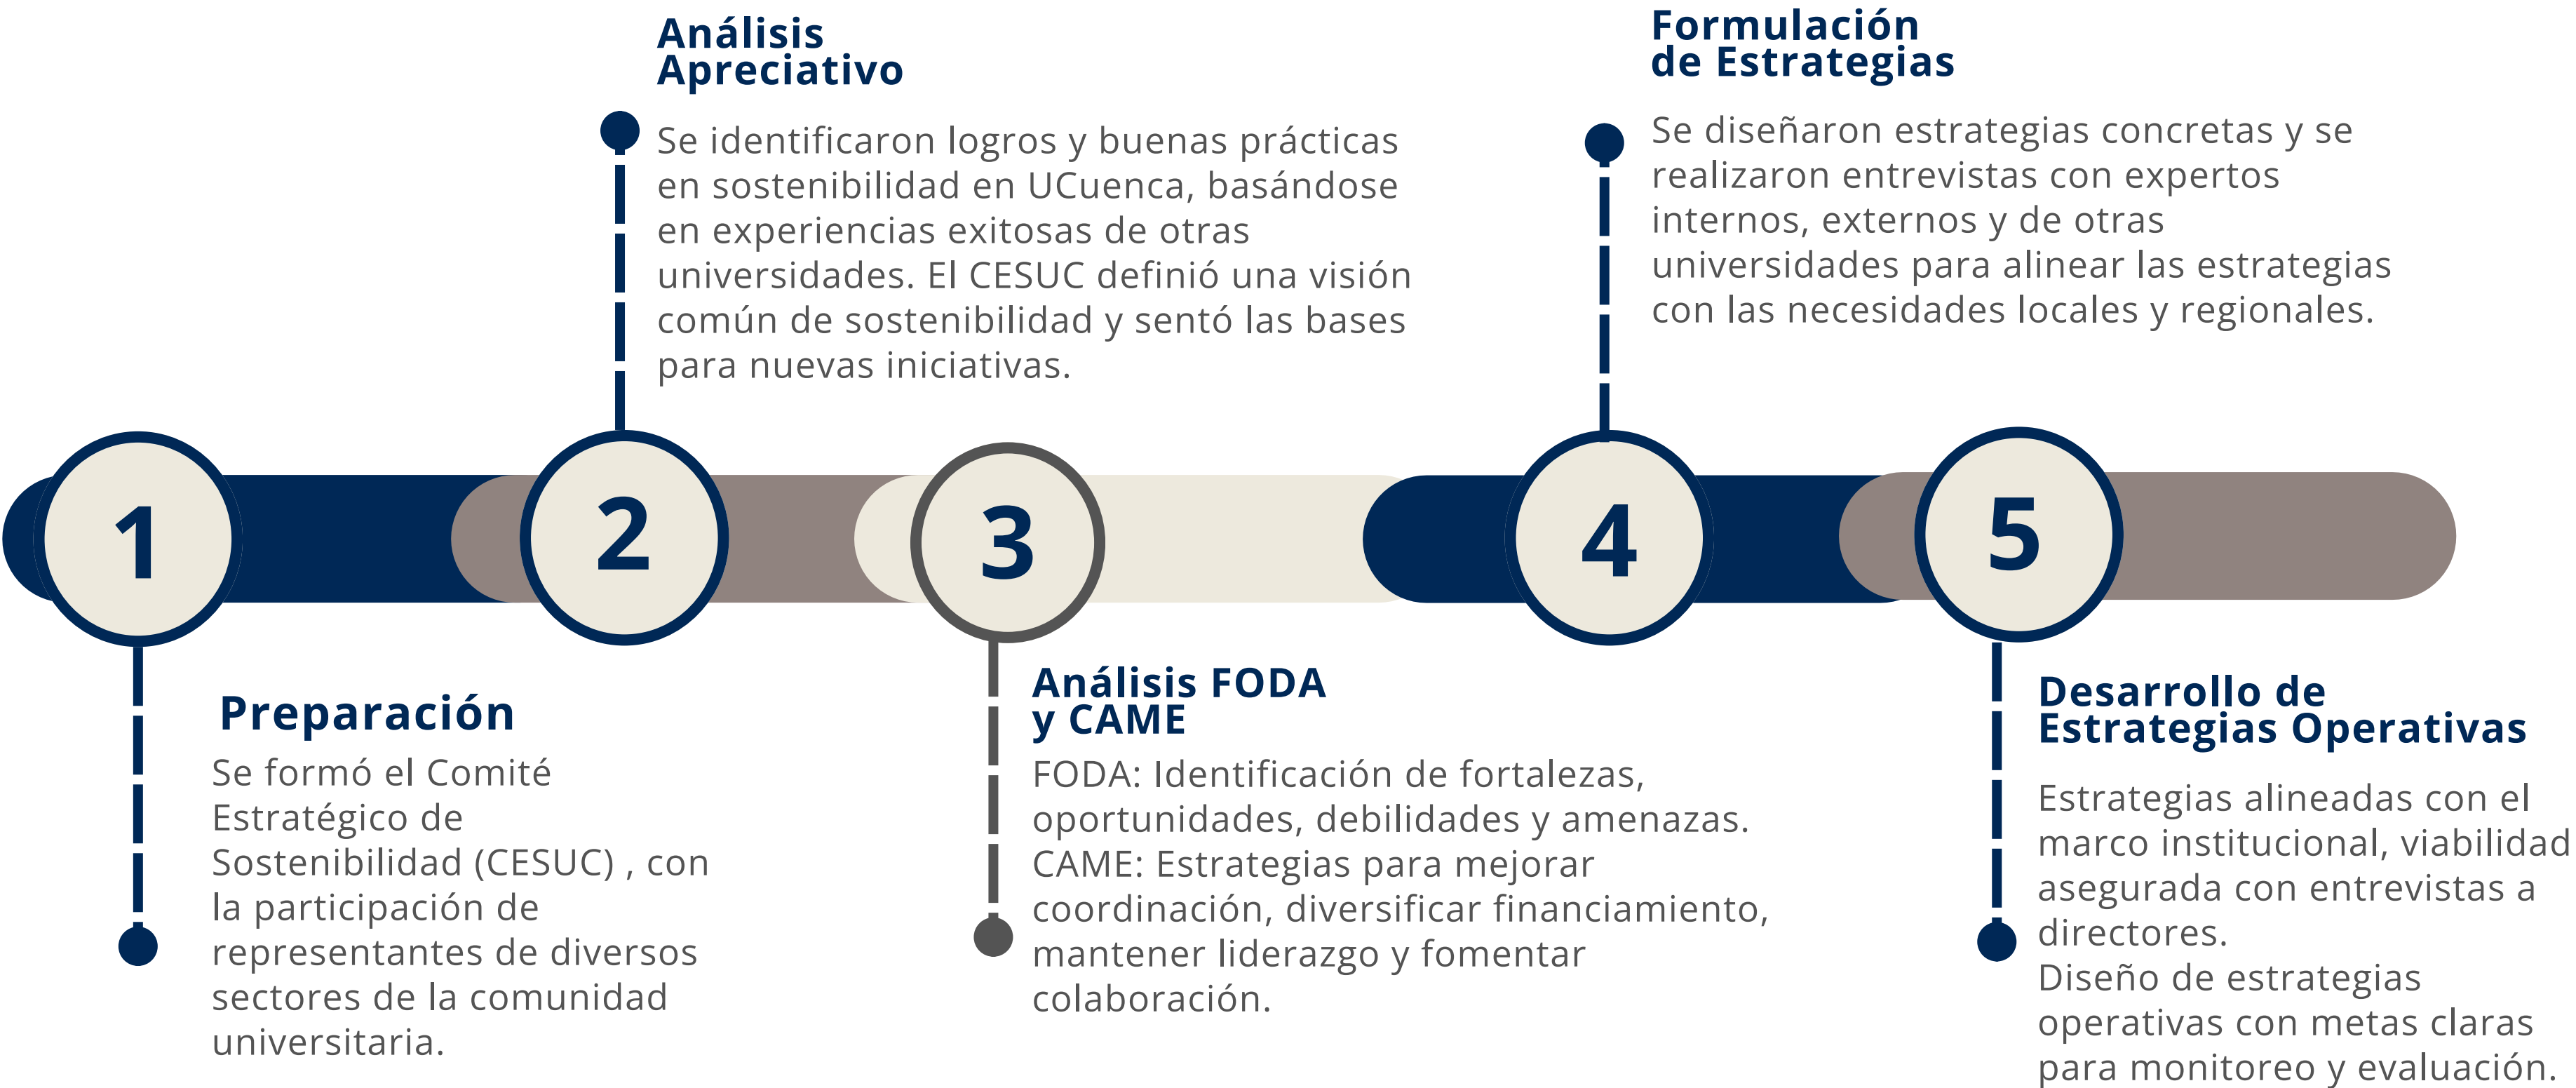 1
Preparación
Se formó el Comité
Estratégico de
Sostenibilidad (CESUC) , con
la participación de
representantes de diversos
sectores de la comunidad
universitaria.
2
Análisis
Apreciativo
Se identificaron logros y buenas prácticas
en sostenibilidad en UCuenca, basándose
en experiencias exitosas de otras
universidades. El CESUC definió una visión
común de sostenibilidad y sentó las bases
para nuevas iniciativas.
3
Análisis FODA
y CAME
FODA: Identificación de fortalezas,
oportunidades, debilidades y amenazas.
CAME: Estrategias para mejorar
coordinación, diversificar financiamiento,
mantener liderazgo y fomentar
colaboración.
4
Formulación
de Estrategias
Se diseñaron estrategias concretas y se
realizaron entrevistas con expertos
internos, externos y de otras
universidades para alinear las estrategias
con las necesidades locales y regionales.
5
Desarrollo de
Estrategias Operativas
Estrategias alineadas con el
marco institucional, viabilidad
asegurada con entrevistas a
directores.
Diseño de estrategias
operativas con metas claras
para monitoreo y evaluación.